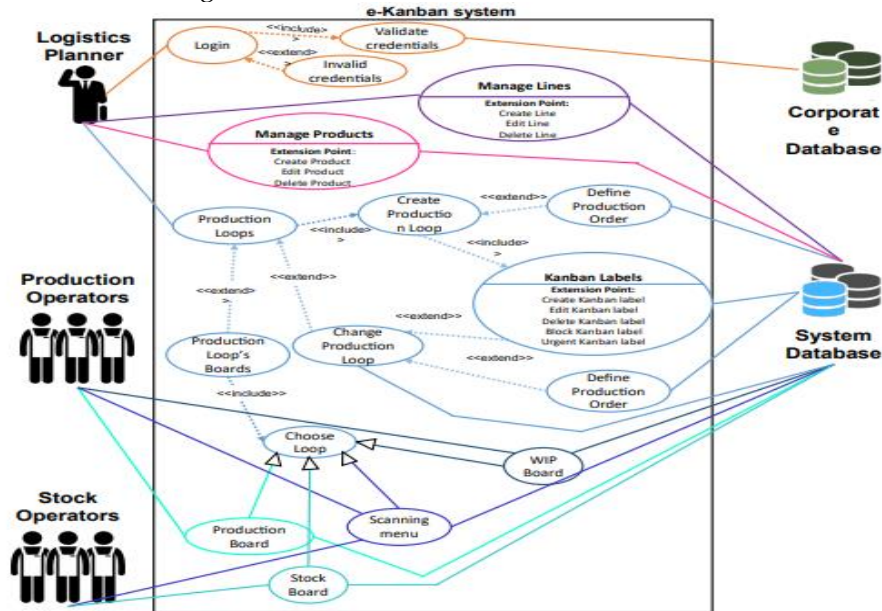 e-Kanban system
Logistics
Planner
Login
<<include>
>
Validate
credentials
<<extend>
>
Invalid
credentials
Corporat
e
Database
Manage Lines
Extension Point:
Create Line
Edit Line
Delete Line
Manage Products
Extension Point:
Create Product
Edit Product
Delete Product
Production
Loops
<<include>
>
Create
Productio
n Loop
<<extend>>
Define
Production
Order
<<include>
>
Production
Operators
<<extend>
>
<<extend>>
Kanban Labels
Extension Point:
Create Kanban label
Edit Kanban label
Delete Kanban label
Block Kanban label
Urgent Kanban label
System
Database
<<extend>>
Production
Loop's
Boards
Change
Production
Loop
<<extend>>
Define
Production
Order
<<include>>
Choose
Loop
WIP
Board
Stock
Operators
Production
Board
Scanning
menu
Stock
Board